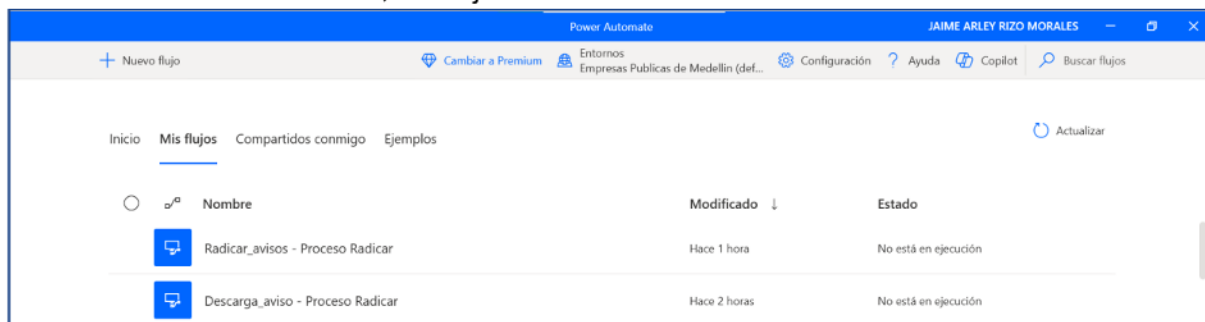 Power Automate JAIME ARLEY RIZO MORALES
Nuevo flujo Cambiar a Premium Entornos Configuración Ayuda Copilot Buscar flujos
Empresas Publicas de Medellin (def...
Inicio Mis flujos Compartidos conmigo Ejemplos Actualizar
Nombre Modificado ↓ Estado
Radicar_avisos - Proceso Radicar Hace 1 hora No está en ejecución
Descarga_aviso - Proceso Radicar Hace 2 horas No está en ejecución